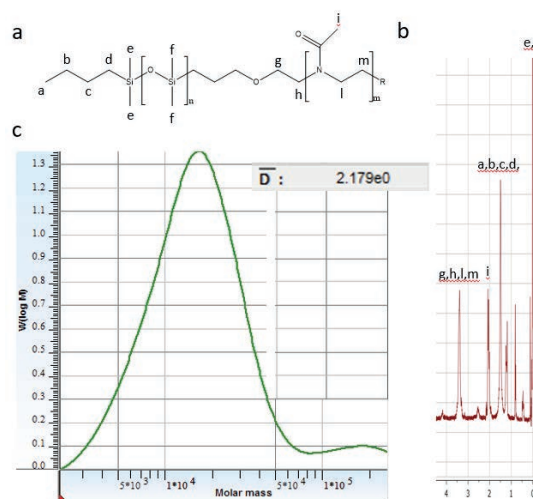 a
i
O
b
d
e
f
g
m
O
O
N
a
c
Si
Si
n
h
l
m
R
e
f
b
e,
a,b,c,d,
g,h,l,m
i
4 3 2 1 0
c
D : 2.179e0
W(log M)
1.3
1.2
1.1
1.0
0.9
0.8
0.7
0.6
0.5
0.4
0.3
0.2
0.1
0.0
5*10³ 1*10⁴ 5*10⁴ 1*10⁵
Molar mass